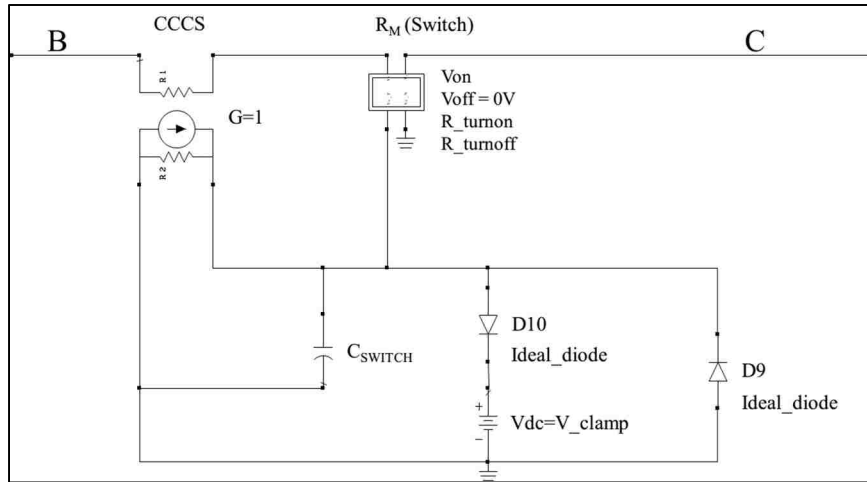 CCCS
R_M (Switch)
B
C
R1
Von
Voff = 0V
R_turnon
R_turnoff
G=1
R2
D10
Ideal_diode
C_SWITCH
D9
Ideal_diode
+
Vdc=V_clamp
−